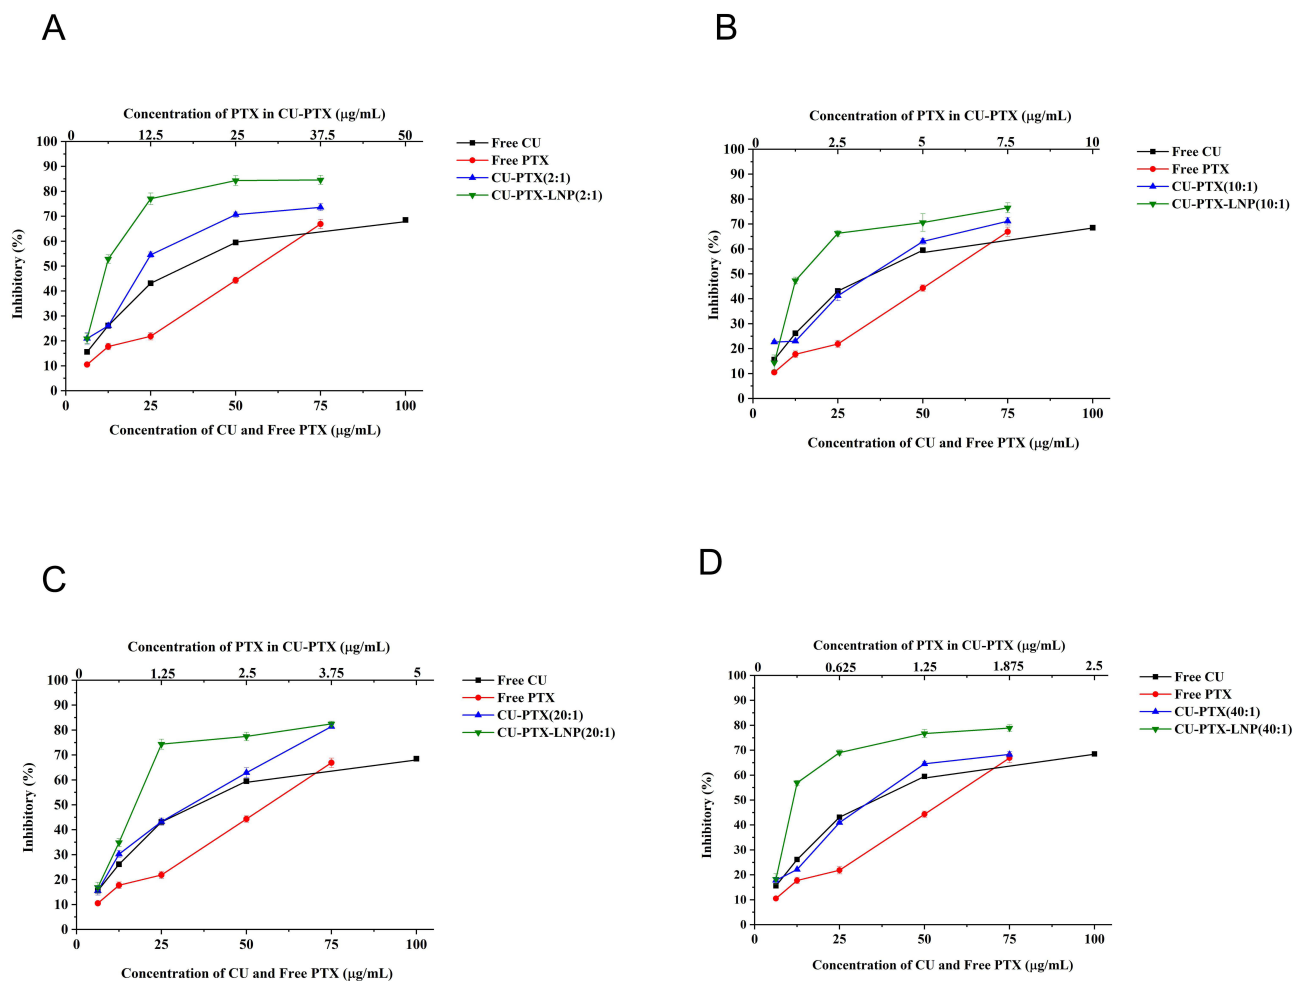 A
Concentration of PTX in CU-PTX (μg/mL)
0 12.5 25 37.5 50
100
90
80
70
60
50
40
30
20
10
0
Inhibitory (%)
0 25 50 75 100
Concentration of CU and Free PTX (μg/mL)
Free CU
Free PTX
CU-PTX(2:1)
CU-PTX-LNP(2:1)
B
Concentration of PTX in CU-PTX (μg/mL)
0 2.5 5 7.5 10
100
90
80
70
60
50
40
30
20
10
0
Inhibitory (%)
0 25 50 75 100
Concentration of CU and Free PTX (μg/mL)
Free CU
Free PTX
CU-PTX(10:1)
CU-PTX-LNP(10:1)
C
Concentration of PTX in CU-PTX (μg/mL)
0 1.25 2.5 3.75 5
100
90
80
70
60
50
40
30
20
10
0
Inhibitory (%)
0 25 50 75 100
Concentration of CU and Free PTX (μg/mL)
Free CU
Free PTX
CU-PTX(20:1)
CU-PTX-LNP(20:1)
D
Concentration of PTX in CU-PTX (μg/mL)
0 0.625 1.25 1.875 2.5
100
90
80
70
60
50
40
30
20
10
0
Inhibitory (%)
0 25 50 75 100
Concentration of CU and Free PTX (μg/mL)
Free CU
Free PTX
CU-PTX(40:1)
CU-PTX-LNP(40:1)